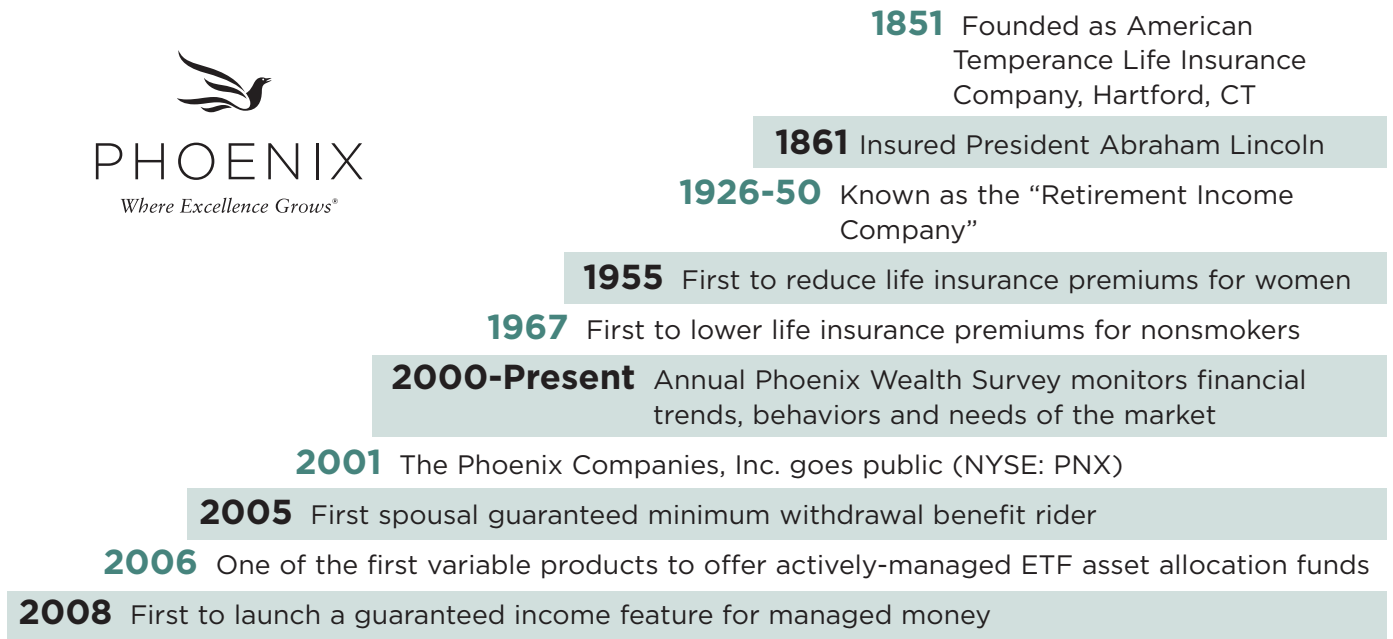 PHOENIX
Where Excellence Grows®
1851 Founded as American
Temperance Life Insurance
Company, Hartford, CT
1861 Insured President Abraham Lincoln
1926-50 Known as the “Retirement Income
Company”
1955 First to reduce life insurance premiums for women
1967 First to lower life insurance premiums for nonsmokers
2000-Present Annual Phoenix Wealth Survey monitors financial
trends, behaviors and needs of the market
2001 The Phoenix Companies, Inc. goes public (NYSE: PNX)
2005 First spousal guaranteed minimum withdrawal benefit rider
2006 One of the first variable products to offer actively-managed ETF asset allocation funds
2008 First to launch a guaranteed income feature for managed money